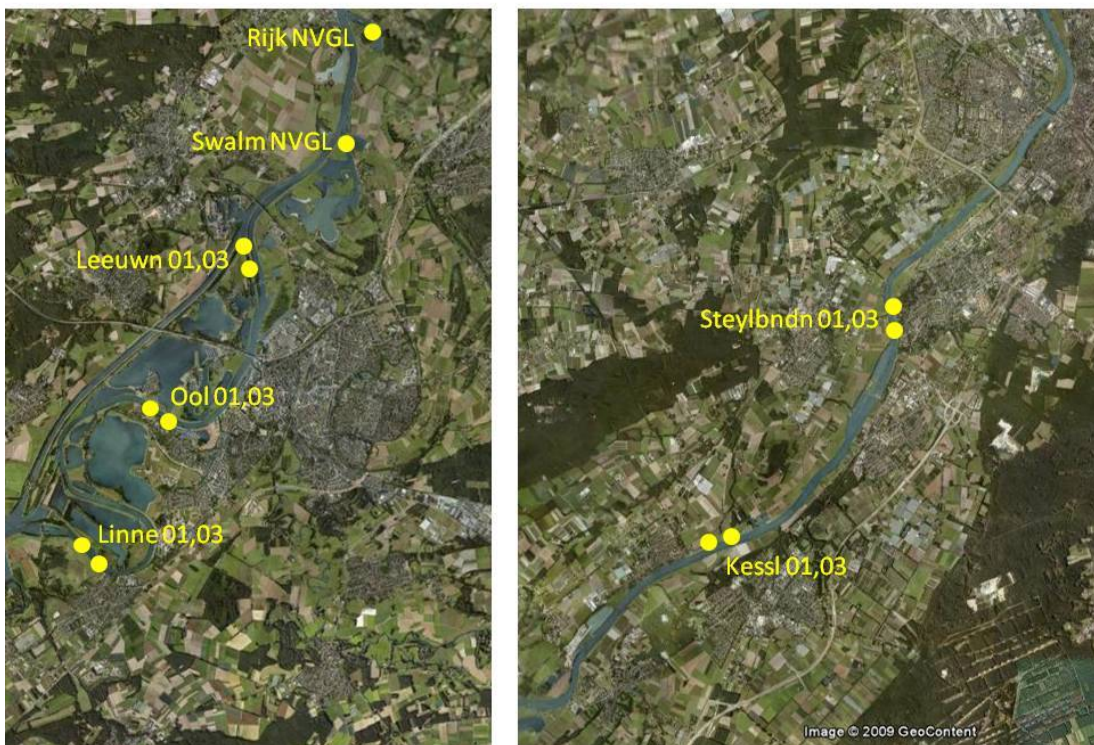 Rijk NVGL
Swalm NVGL
Leeuwn 01,03
Ool 01,03
Linne 01,03
Steylbndn 01,03
Kessl 01,03
Image © 2009 GeoContent